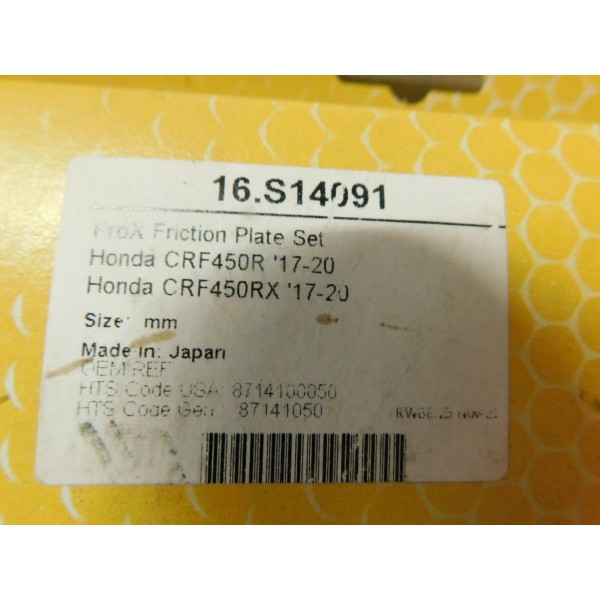 16.S14091
ProX Friction Plate Set
Honda CRF450R '17-20
Honda CRF450RX '17-20
Size: mm
Made in: Japan
OEM REF
HTS Code USA: 8714100050
HTS Code Gen : 87141050